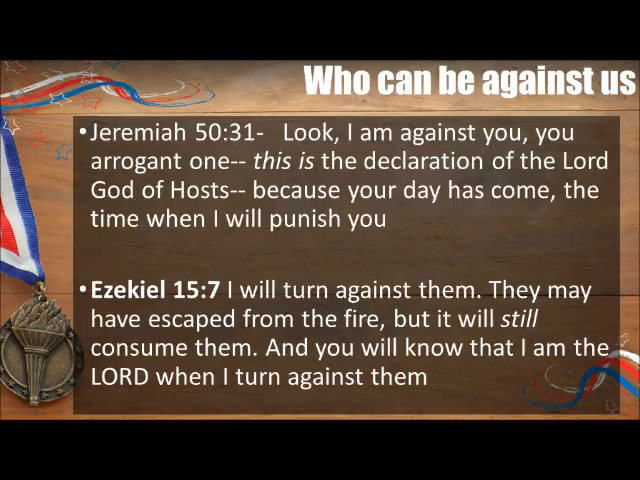 Who can be against us
•Jeremiah 50:31-   Look, I am against you, you
arrogant one-- this is the declaration of the Lord
God of Hosts-- because your day has come, the
time when I will punish you
•Ezekiel 15:7 I will turn against them. They may
have escaped from the fire, but it will still
consume them. And you will know that I am the
LORD when I turn against them